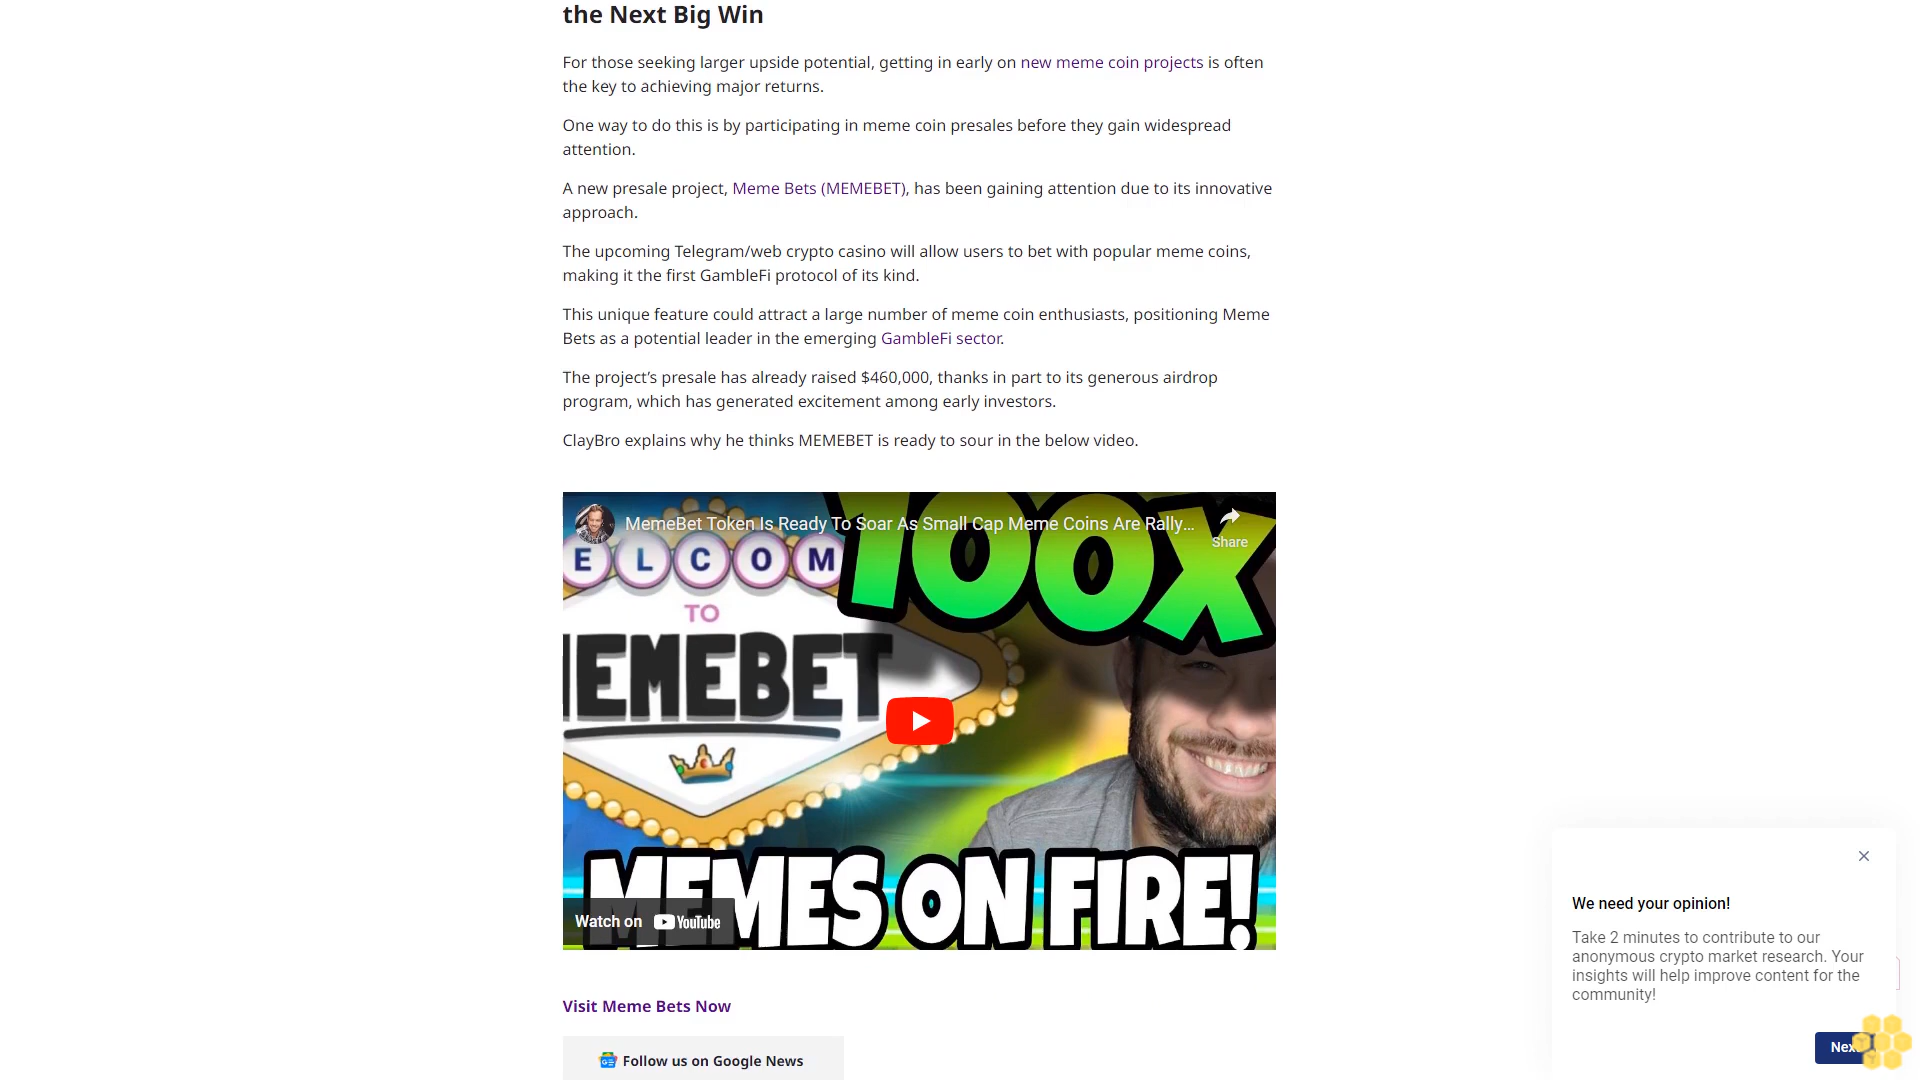 the Next Big Win
For those seeking larger upside potential, getting in early on new meme coin projects is often
the key to achieving major returns.
One way to do this is by participating in meme coin presales before they gain widespread
attention.
A new presale project, Meme Bets (MEMEBET), has been gaining attention due to its innovative
approach.
The upcoming Telegram/web crypto casino will allow users to bet with popular meme coins,
making it the first GambleFi protocol of its kind.
This unique feature could attract a large number of meme coin enthusiasts, positioning Meme
Bets as a potential leader in the emerging GambleFi sector.
The project’s presale has already raised $460,000, thanks in part to its generous airdrop
program, which has generated excitement among early investors.
ClayBro explains why he thinks MEMEBET is ready to sour in the below video.
MemeBet Token Is Ready To Soar As Small Cap Meme Coins Are Rally...
Share
100X
ELCOM
TO
EMEBET
MEMES ON FIRE!
Watch on YouTube
Visit Meme Bets Now
Follow us on Google News
We need your opinion!
Take 2 minutes to contribute to our
anonymous crypto market research. Your
insights will help improve content for the
community!
Nex